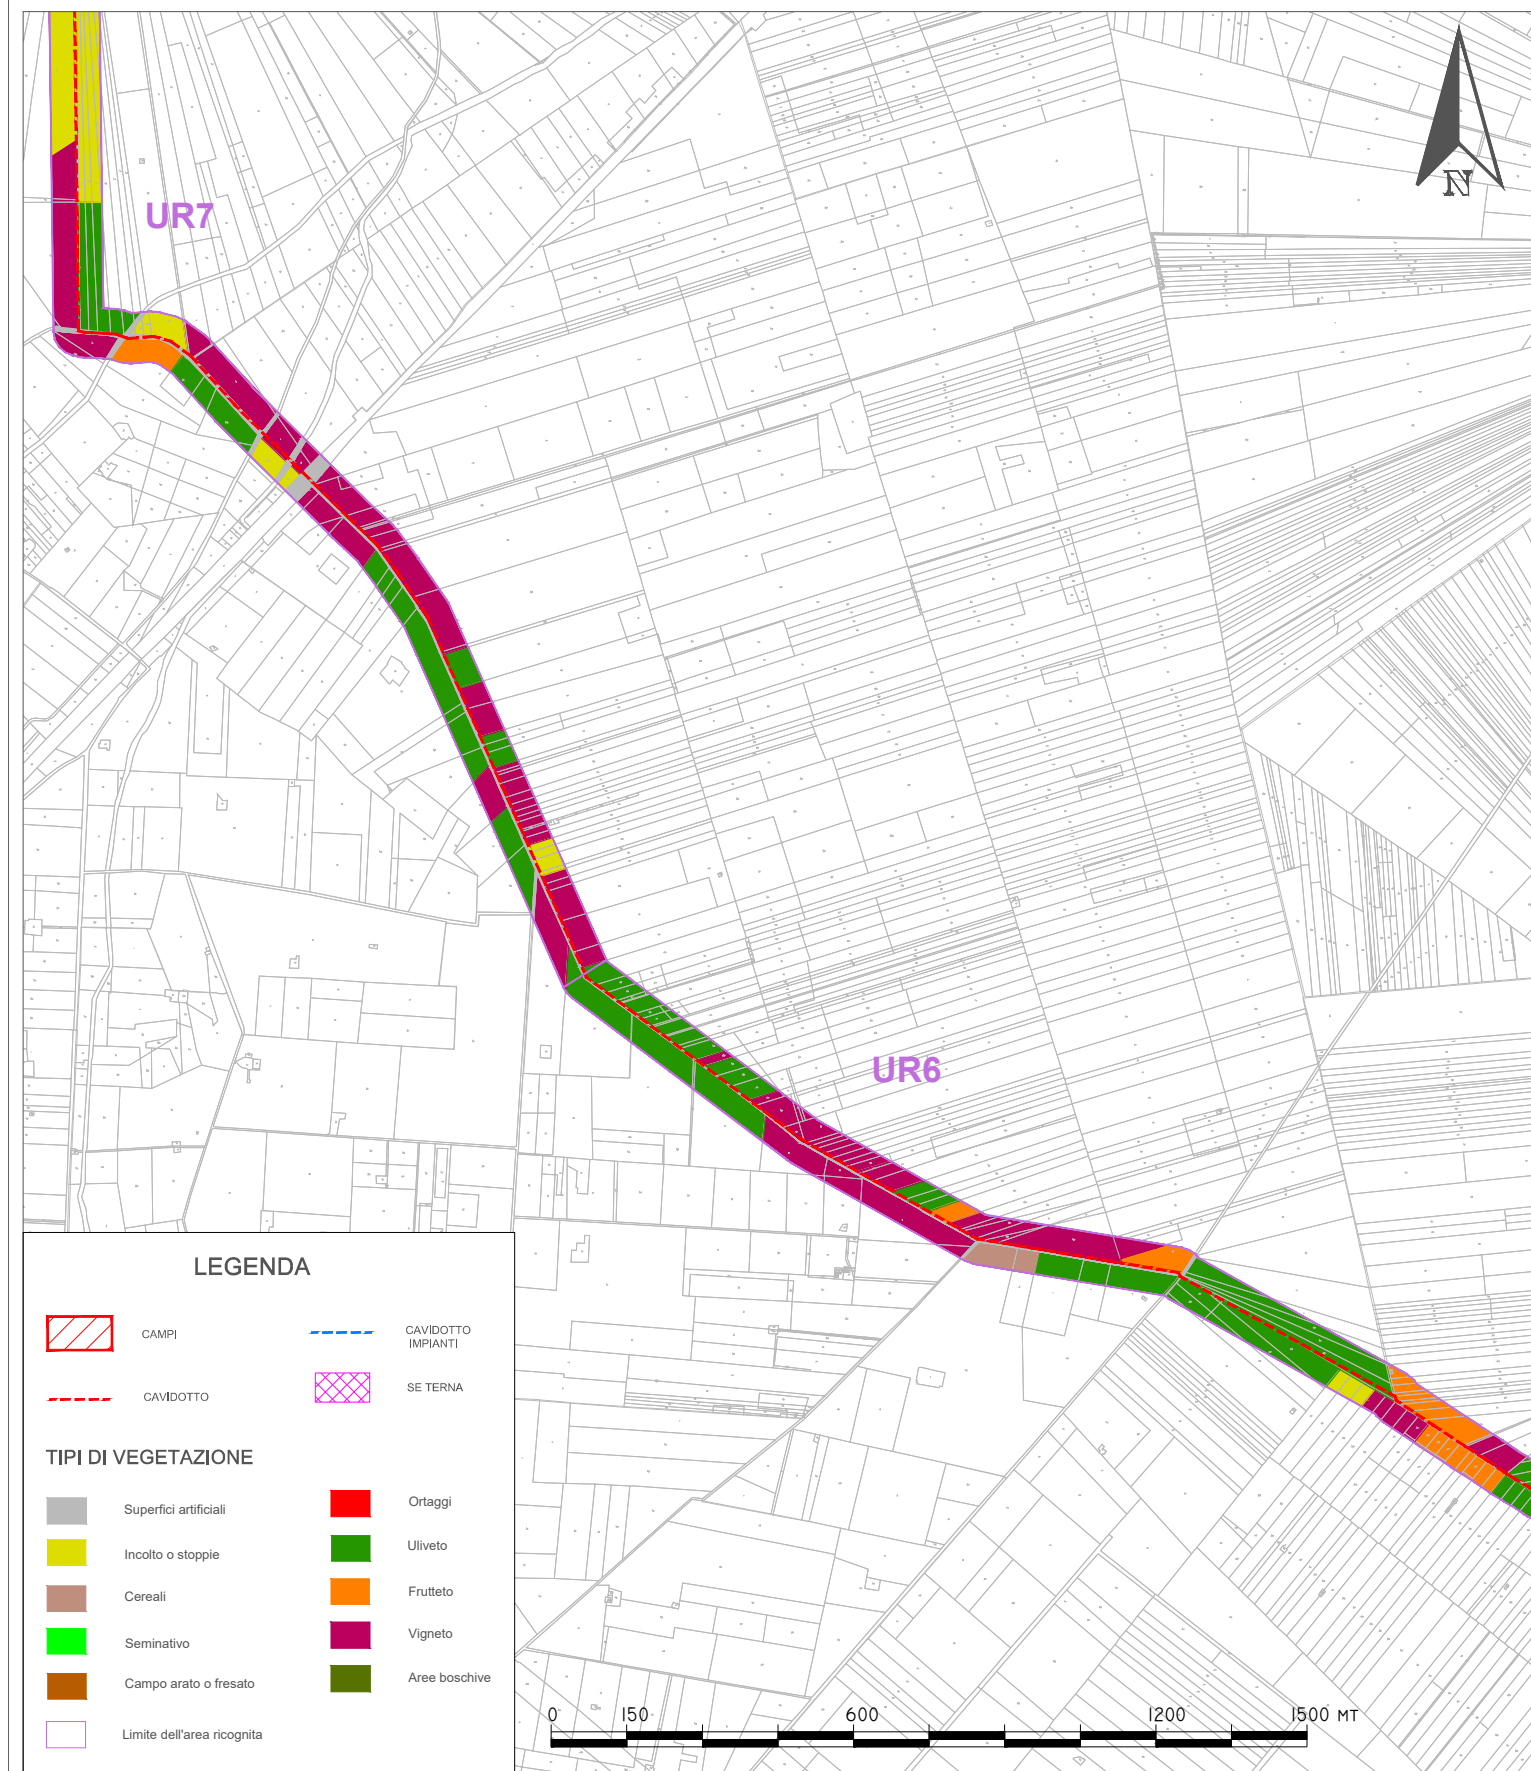 N
UR7
UR6
LEGENDA
CAMPI
CAVIDOTTO
IMPIANTI
CAVIDOTTO
SE TERNA
TIPI DI VEGETAZIONE
Superfici artificiali
Ortaggi
Incolto o stoppie
Uliveto
Cereali
Frutteto
Seminativo
Vigneto
Campo arato o fresato
Aree boschive
Limite dell'area ricognita
0 150 600 1200 1500 MT